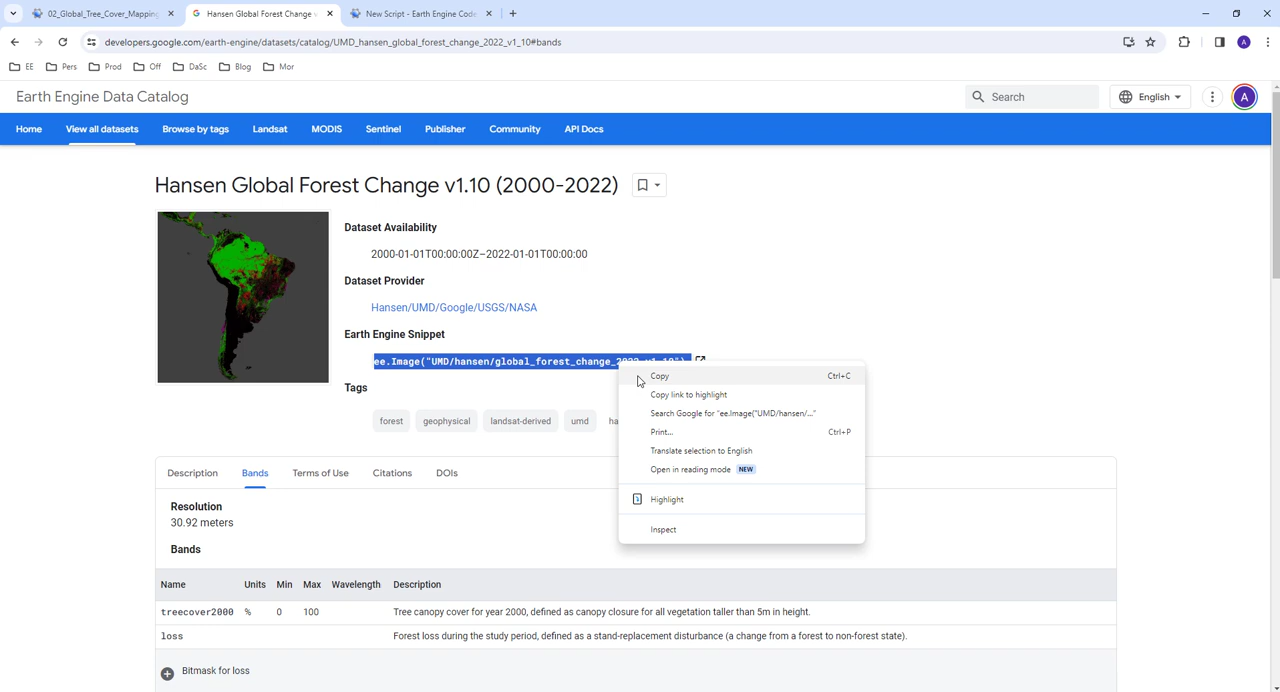 02_Global_Tree_Cover_Mapping
Hansen Global Forest Change v
New Script - Earth Engine Code
developers.google.com/earth-engine/datasets/catalog/UMD_hansen_global_forest_change_2022_v1_10#bands
A
EE Pers Prod Off DaSc Blog Mor
Earth Engine Data Catalog
Search
English
A
Home View all datasets Browse by tags Landsat MODIS Sentinel Publisher Community API Docs
Hansen Global Forest Change v1.10 (2000-2022)
Dataset Availability
2000-01-01T00:00:00Z–2022-01-01T00:00:00
Dataset Provider
Hansen/UMD/Google/USGS/NASA
Earth Engine Snippet
ee.Image("UMD/hansen/global_forest_change_2022_v1_10")
Tags
forest geophysical landsat-derived umd ha
Copy Ctrl+C
Copy link to highlight
Search Google for "ee.Image("UMD/hansen/..."
Print... Ctrl+P
Translate selection to English
Open in reading mode NEW
Highlight
Inspect
Description Bands Terms of Use Citations DOIs
Resolution
30.92 meters
Bands
Name Units Min Max Wavelength Description
treecover2000 % 0 100 Tree canopy cover for year 2000, defined as canopy closure for all vegetation taller than 5m in height.
loss Forest loss during the study period, defined as a stand-replacement disturbance (a change from a forest to non-forest state).
Bitmask for loss